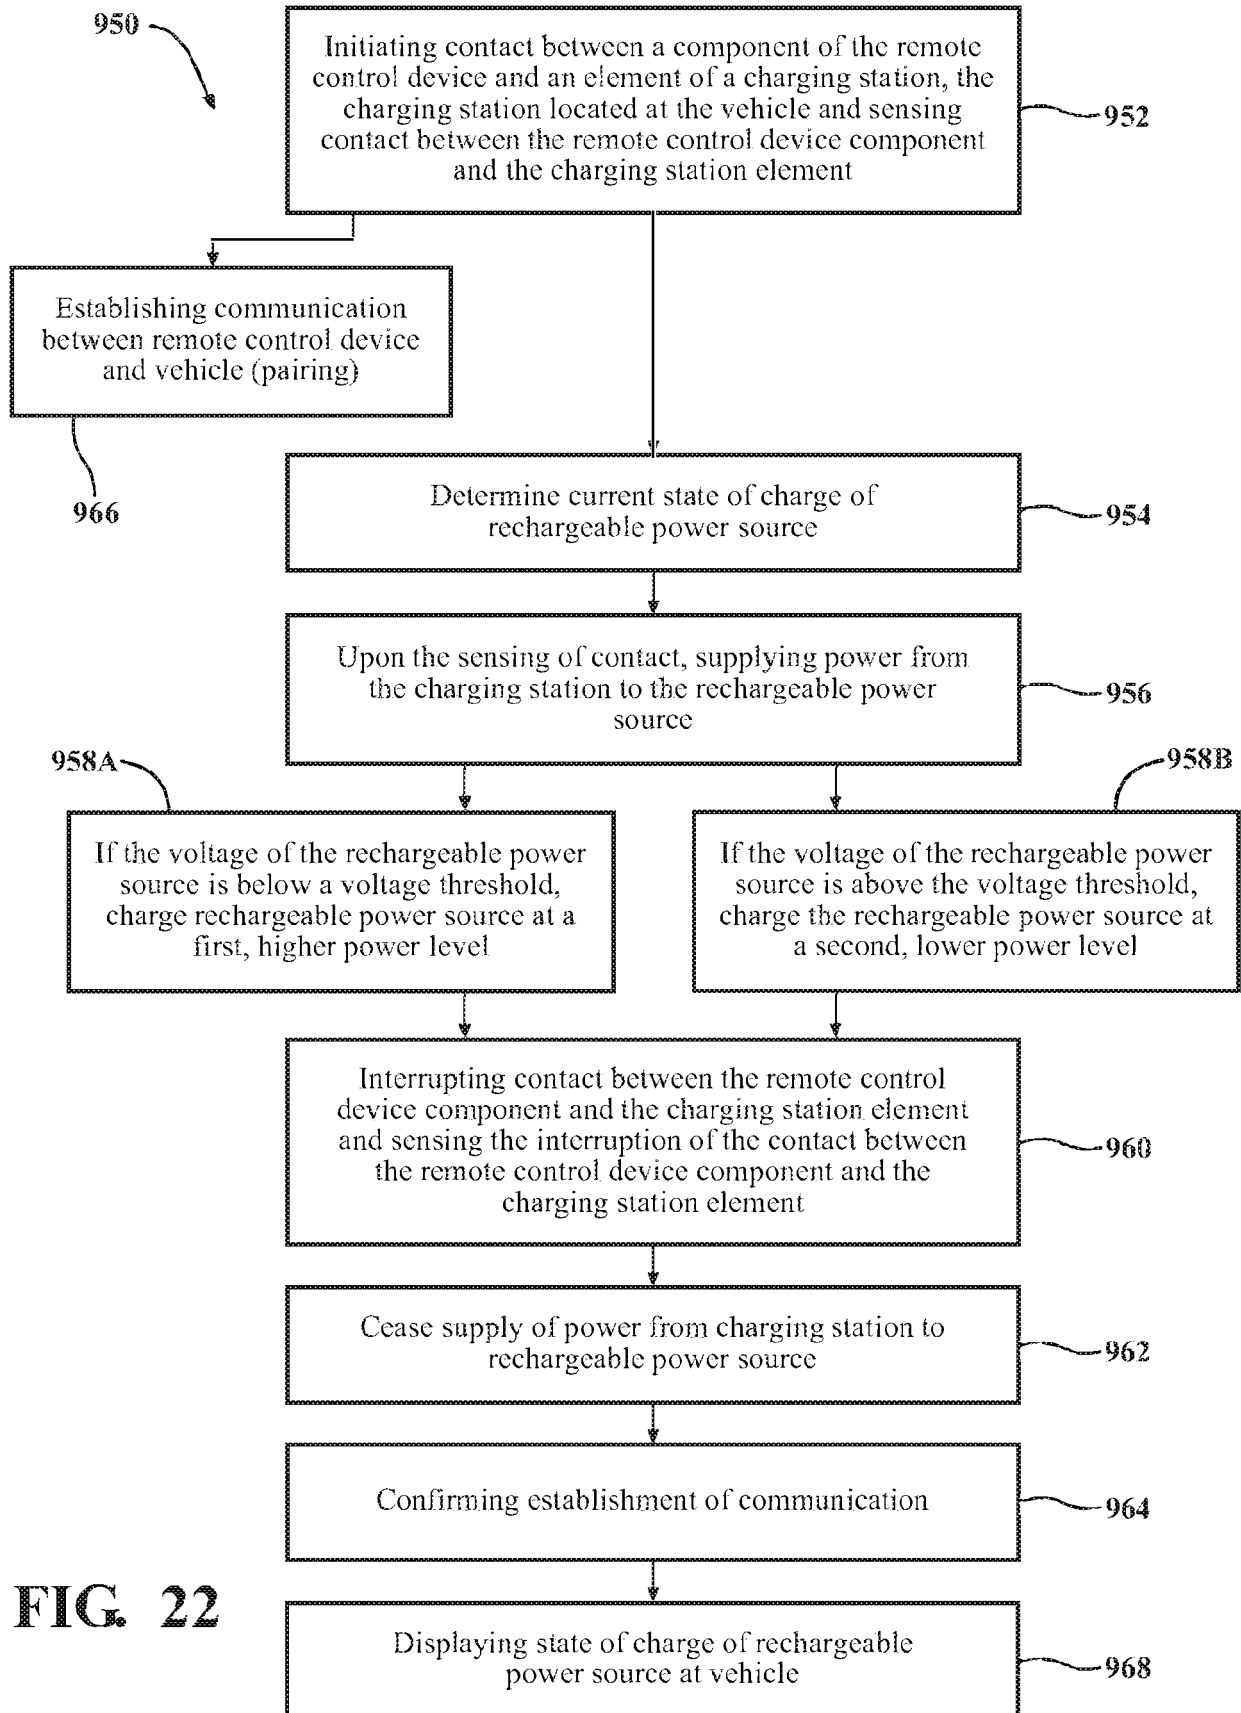 950
Initiating contact between a component of the remote
control device and an element of a charging station, the
charging station located at the vehicle and sensing
contact between the remote control device component
and the charging station element
952
Establishing communication
between remote control device
and vehicle (pairing)
966
Determine current state of charge of
rechargeable power source
954
Upon the sensing of contact, supplying power from
the charging station to the rechargeable power
source
956
958A
If the voltage of the rechargeable power
source is below a voltage threshold,
charge rechargeable power source at a
first, higher power level
958B
If the voltage of the rechargeable power
source is above the voltage threshold,
charge the rechargeable power source at
a second, lower power level
Interrupting contact between the remote control
device component and the charging station element
and sensing the interruption of the contact between
the remote control device component and the
charging station element
960
Cease supply of power from charging station to
rechargeable power source
962
Confirming establishment of communication
964
Displaying state of charge of rechargeable
power source at vehicle
968
FIG. 22